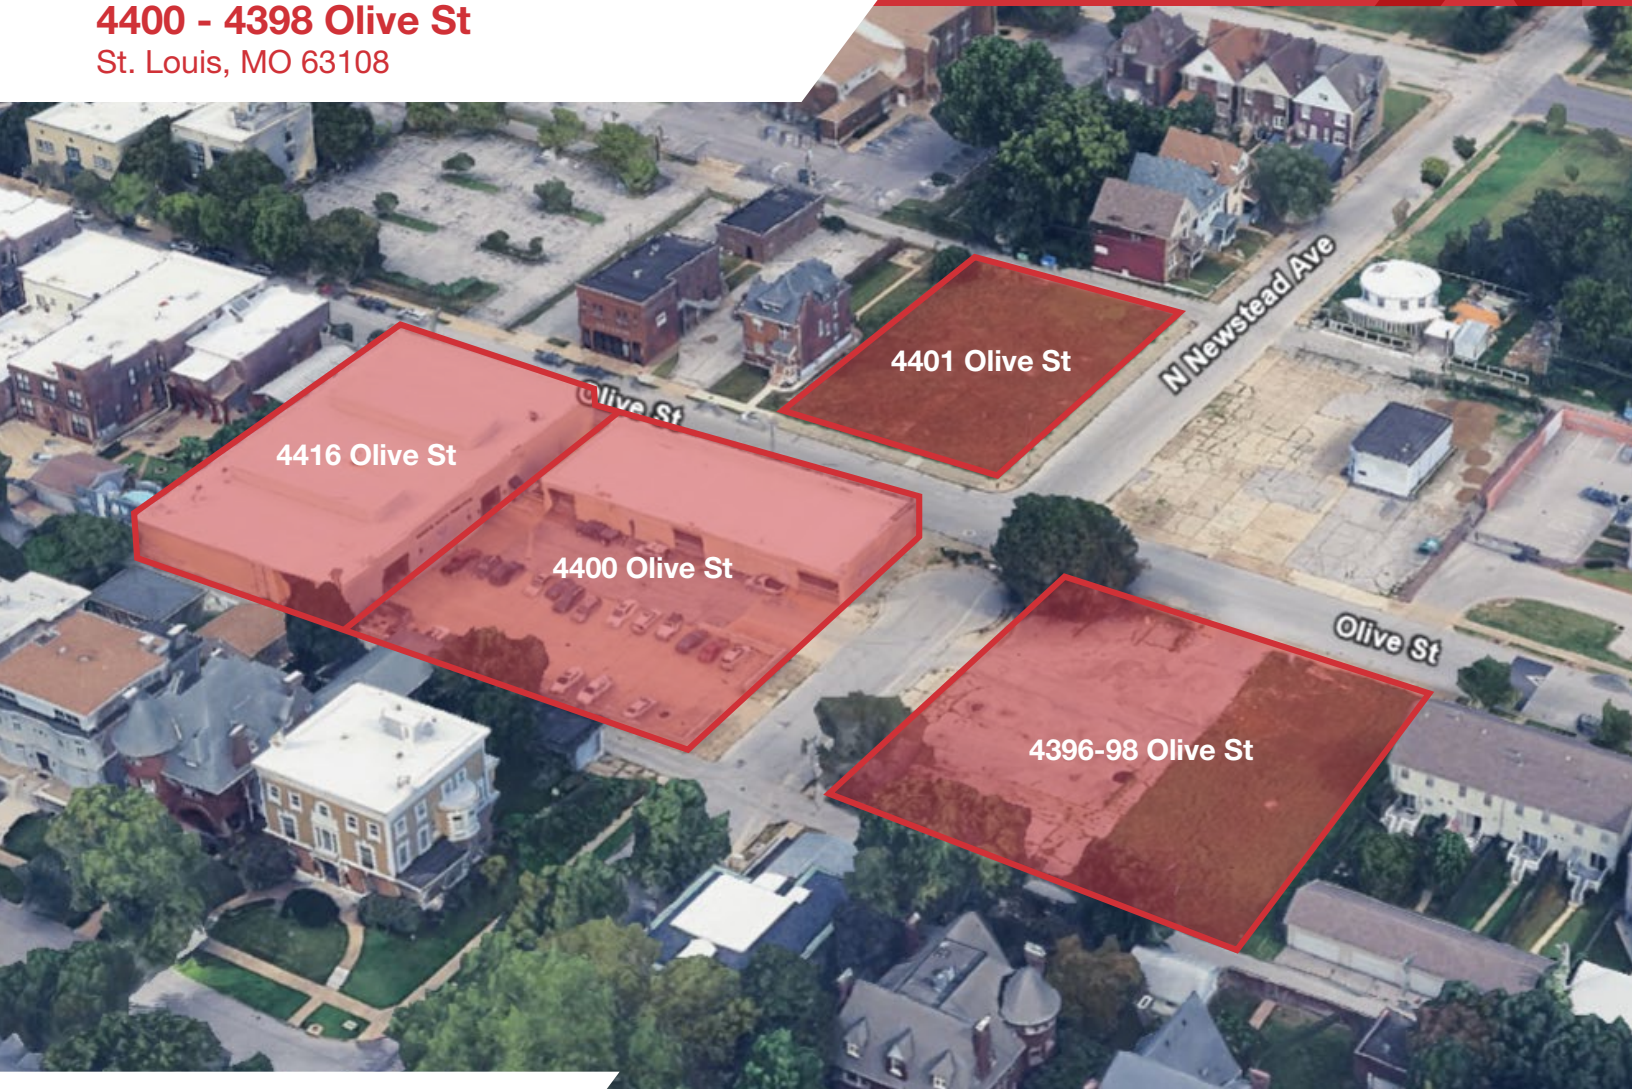 4400 - 4398 Olive St
St. Louis, MO 63108
N Newstead Ave
4401 Olive St
Olive St
4416 Olive St
4400 Olive St
Olive St
4396-98 Olive St